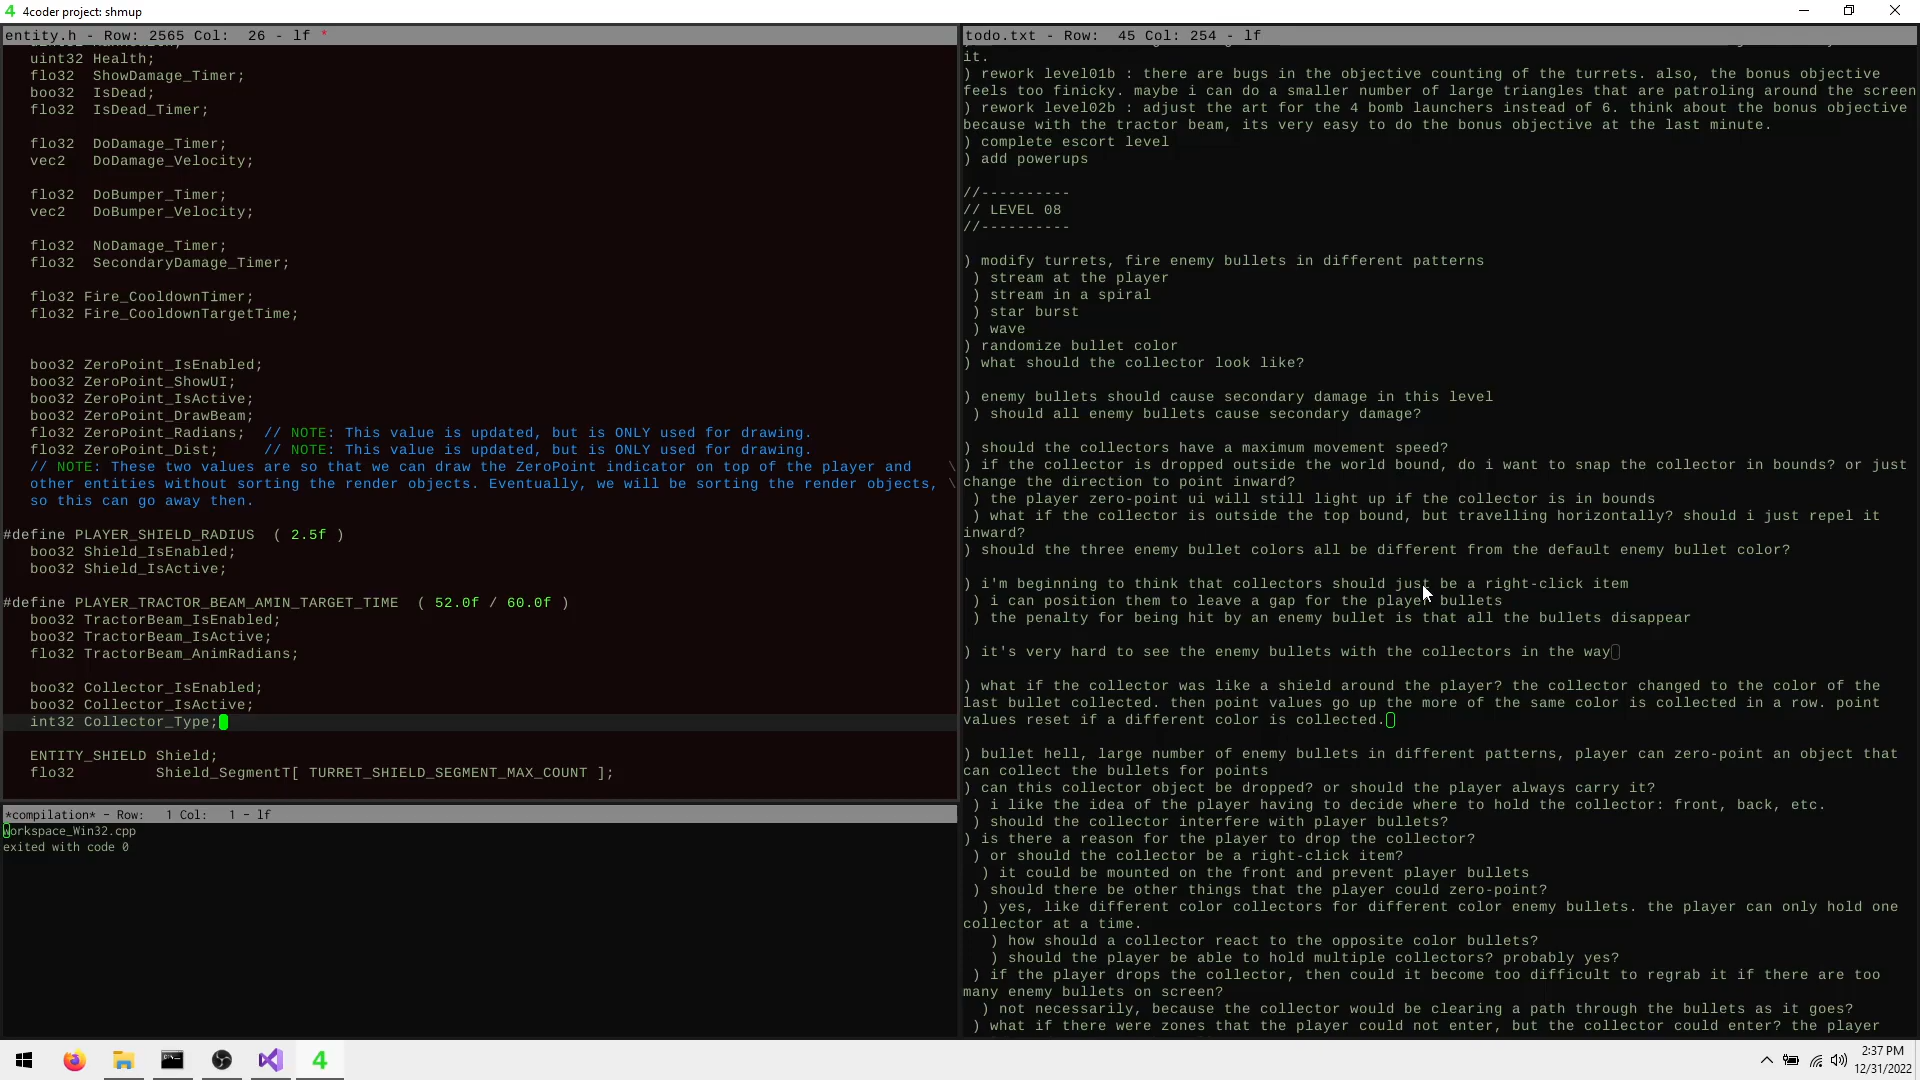 4 4coder project: shmup
entity.h - Row: 2565 Col:  26 - lf *
uint32 Health;
flo32  ShowDamage_Timer;
boo32  IsDead;
flo32  IsDead_Timer;
flo32  DoDamage_Timer;
vec2   DoDamage_Velocity;
flo32  DoBumper_Timer;
vec2   DoBumper_Velocity;
flo32  NoDamage_Timer;
flo32  SecondaryDamage_Timer;
flo32 Fire_CooldownTimer;
flo32 Fire_CooldownTargetTime;
boo32 ZeroPoint_IsEnabled;
boo32 ZeroPoint_ShowUI;
boo32 ZeroPoint_IsActive;
boo32 ZeroPoint_DrawBeam;
flo32 ZeroPoint_Radians;  // NOTE: This value is updated, but is ONLY used for drawing.
flo32 ZeroPoint_Dist;     // NOTE: This value is updated, but is ONLY used for drawing.
// NOTE: These two values are so that we can draw the ZeroPoint indicator on top of the player and    \
other entities without sorting the render objects. Eventually, we will be sorting the render objects, \
so this can go away then.
#define PLAYER_SHIELD_RADIUS  ( 2.5f )
boo32 Shield_IsEnabled;
boo32 Shield_IsActive;
#define PLAYER_TRACTOR_BEAM_AMIN_TARGET_TIME  ( 52.0f / 60.0f )
boo32 TractorBeam_IsEnabled;
boo32 TractorBeam_IsActive;
flo32 TractorBeam_AnimRadians;
boo32 Collector_IsEnabled;
boo32 Collector_IsActive;
int32 Collector_Type;
ENTITY_SHIELD Shield;
flo32         Shield_SegmentT[ TURRET_SHIELD_SEGMENT_MAX_COUNT ];
*compilation* - Row:   1 Col:   1 - lf
workspace_Win32.cpp
exited with code 0
todo.txt - Row:  45 Col: 254 - lf
it.
) rework level01b : there are bugs in the objective counting of the turrets. also, the bonus objective
feels too finicky. maybe i can do a smaller number of large triangles that are patroling around the screen
) rework level02b : adjust the art for the 4 bomb launchers instead of 6. think about the bonus objective
because with the tractor beam, its very easy to do the bonus objective at the last minute.
) complete escort level
) add powerups
//----------
// LEVEL 08
//----------
) modify turrets, fire enemy bullets in different patterns
) stream at the player
) stream in a spiral
) star burst
) wave
) randomize bullet color
) what should the collector look like?
) enemy bullets should cause secondary damage in this level
) should all enemy bullets cause secondary damage?
) should the collectors have a maximum movement speed?
) if the collector is dropped outside the world bound, do i want to snap the collector in bounds? or just
change the direction to point inward?
) the player zero-point ui will still light up if the collector is in bounds
) what if the collector is outside the top bound, but travelling horizontally? should i just repel it
inward?
) should the three enemy bullet colors all be different from the default enemy bullet color?
) i'm beginning to think that collectors should just be a right-click item
) i can position them to leave a gap for the player bullets
) the penalty for being hit by an enemy bullet is that all the bullets disappear
) it's very hard to see the enemy bullets with the collectors in the way
) what if the collector was like a shield around the player? the collector changed to the color of the
last bullet collected. then point values go up the more of the same color is collected in a row. point
values reset if a different color is collected.
) bullet hell, large number of enemy bullets in different patterns, player can zero-point an object that
can collect the bullets for points
) can this collector object be dropped? or should the player always carry it?
) i like the idea of the player having to decide where to hold the collector: front, back, etc.
) should the collector interfere with player bullets?
) is there a reason for the player to drop the collector?
) or should the collector be a right-click item?
) it could be mounted on the front and prevent player bullets
) should there be other things that the player could zero-point?
) yes, like different color collectors for different color enemy bullets. the player can only hold one
collector at a time.
) how should a collector react to the opposite color bullets?
) should the player be able to hold multiple collectors? probably yes?
) if the player drops the collector, then could it become too difficult to regrab it if there are too
many enemy bullets on screen?
) not necessarily, because the collector would be clearing a path through the bullets as it goes?
) what if there were zones that the player could not enter, but the collector could enter? the player
4
2:37 PM
12/31/2022